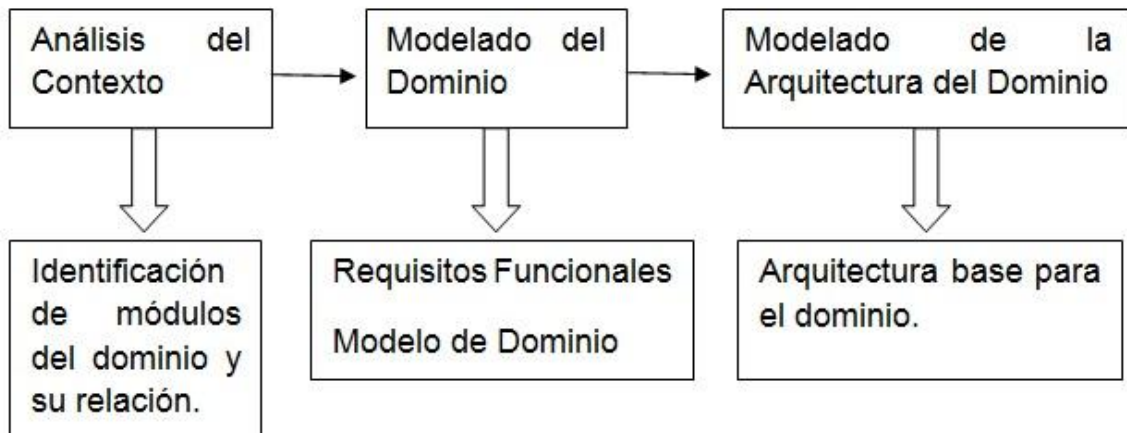 Análisis del
Contexto
Modelado del
Dominio
Modelado de la
Arquitectura del Dominio
Identificación
de módulos
del dominio y
su relación.
Requisitos Funcionales
Modelo de Dominio
Arquitectura base para
el dominio.